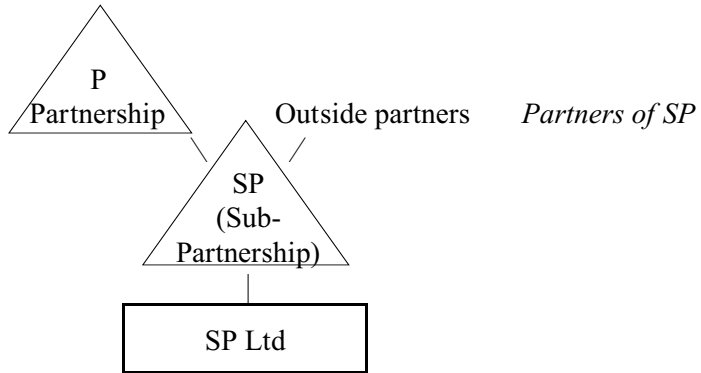 P
Partnership
Outside partners
Partners of SP
SP
(Sub-
Partnership)
SP Ltd